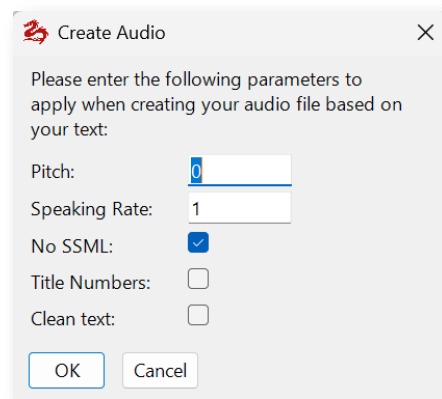 Create Audio
Please enter the following parameters to
apply when creating your audio file based on
your text:
Pitch: 0
Speaking Rate: 1
No SSML:
Title Numbers:
Clean text:
OK Cancel